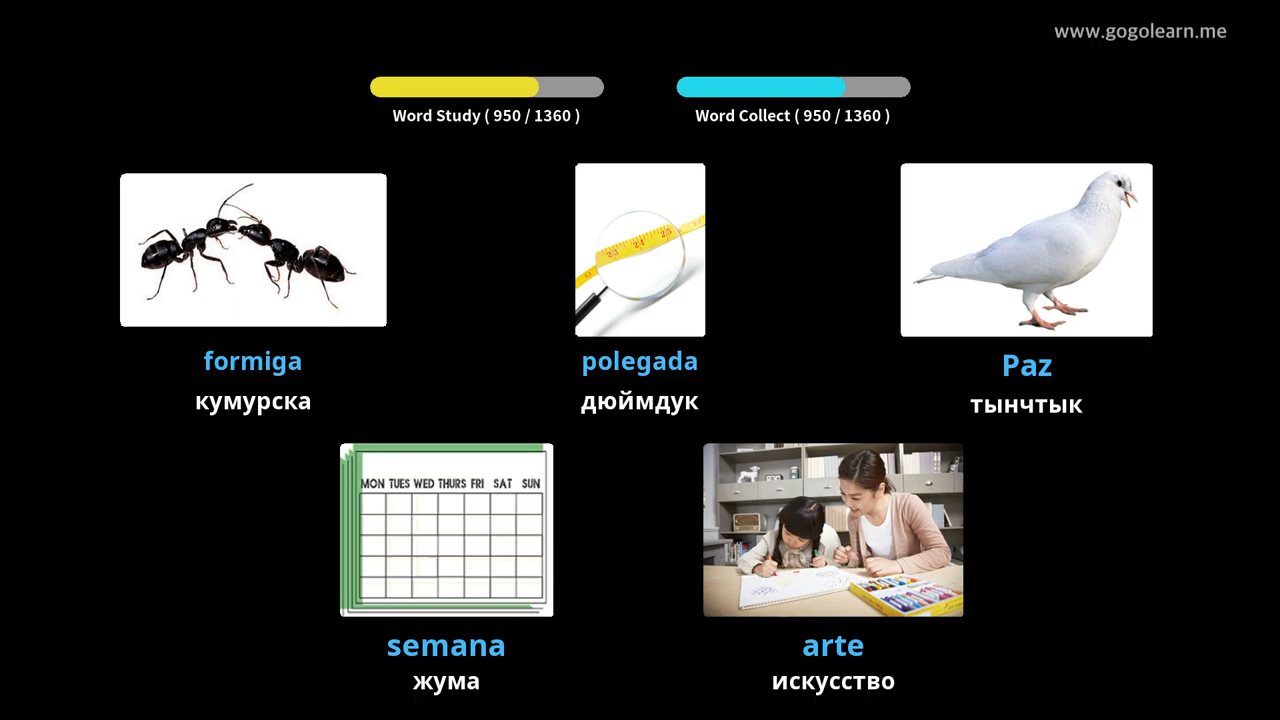 www.gogolearn.me
Word Study ( 950 / 1360 )
Word Collect ( 950 / 1360 )
formiga
кумурска
polegada
дюймдук
Paz
тынчтык
MON TUES WED THURS FRI SAT SUN
semana
жума
arte
искусство